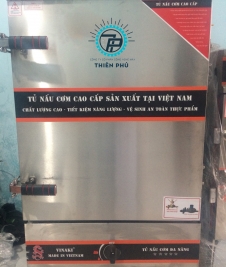 TỦ NẤU CƠM CAO CẤP
THIÊN PHÚ
TỦ NẤU CƠM CAO CẤP SẢN XUẤT TẠI VIỆT NAM
CHẤT LƯỢNG CAO - TIẾT KIỆM NĂNG LƯỢNG - VỆ SINH AN TOÀN THỰC PHẨM
VINAKE
MADE IN VIETNAM
TỦ NẤU CƠM ĐA NĂNG